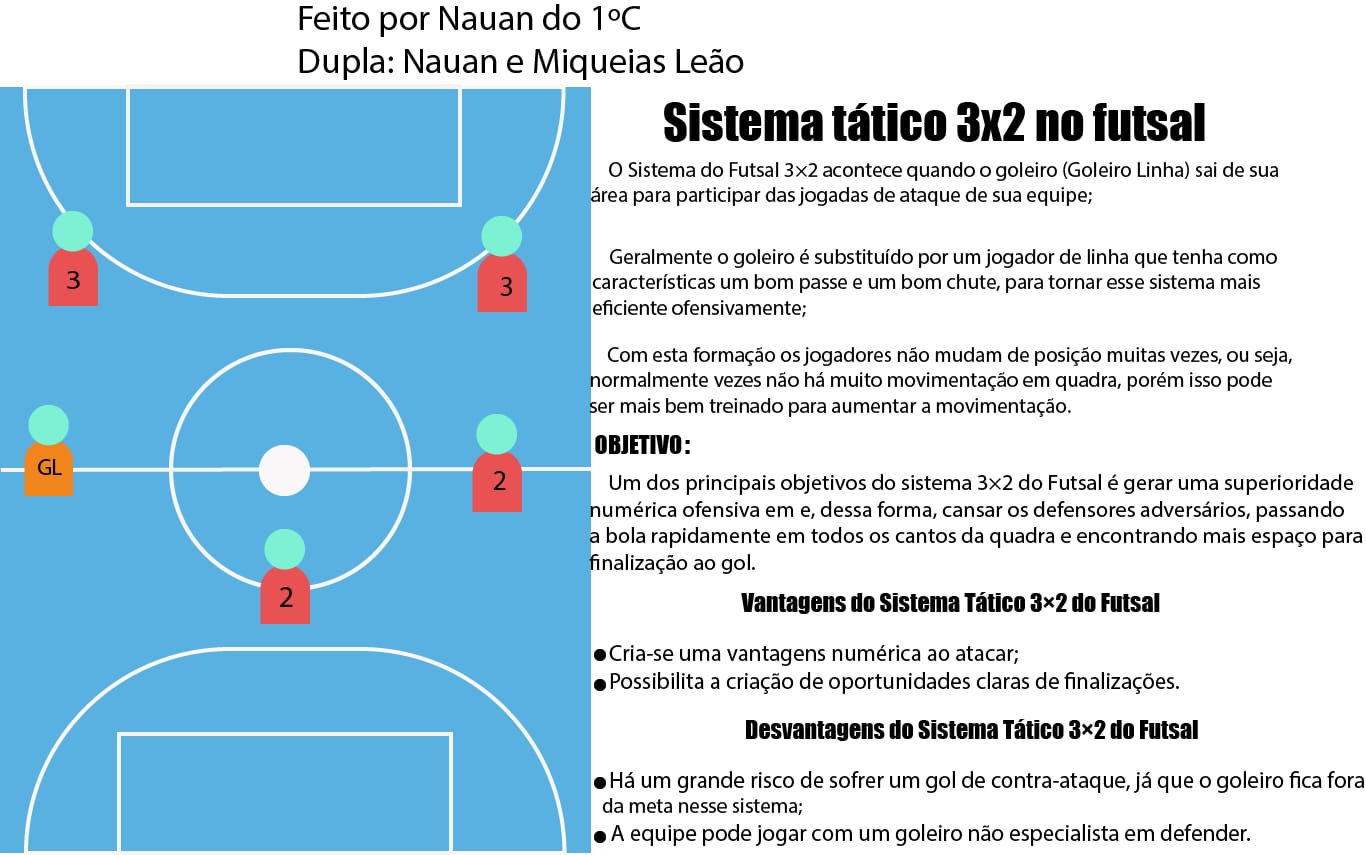 Feito por Nauan do 1ºC
Dupla: Nauan e Miqueias Leão
Sistema tático 3x2 no futsal
O Sistema do Futsal 3×2 acontece quando o goleiro (Goleiro Linha) sai de sua
área para participar das jogadas de ataque de sua equipe;
Geralmente o goleiro é substituído por um jogador de linha que tenha como
características um bom passe e um bom chute, para tornar esse sistema mais
eficiente ofensivamente;
Com esta formação os jogadores não mudam de posição muitas vezes, ou seja,
normalmente vezes não há muito movimentação em quadra, porém isso pode
ser mais bem treinado para aumentar a movimentação.
OBJETIVO:
Um dos principais objetivos do sistema 3×2 do Futsal é gerar uma superioridade
numérica ofensiva em e, dessa forma, cansar os defensores adversários, passando
a bola rapidamente em todos os cantos da quadra e encontrando mais espaço para
finalização ao gol.
Vantagens do Sistema Tático 3×2 do Futsal
●Cria-se uma vantagens numérica ao atacar;
●Possibilita a criação de oportunidades claras de finalizações.
Desvantagens do Sistema Tático 3×2 do Futsal
●Há um grande risco de sofrer um gol de contra-ataque, já que o goleiro fica fora
da meta nesse sistema;
● A equipe pode jogar com um goleiro não especialista em defender.
3
3
GL
2
2